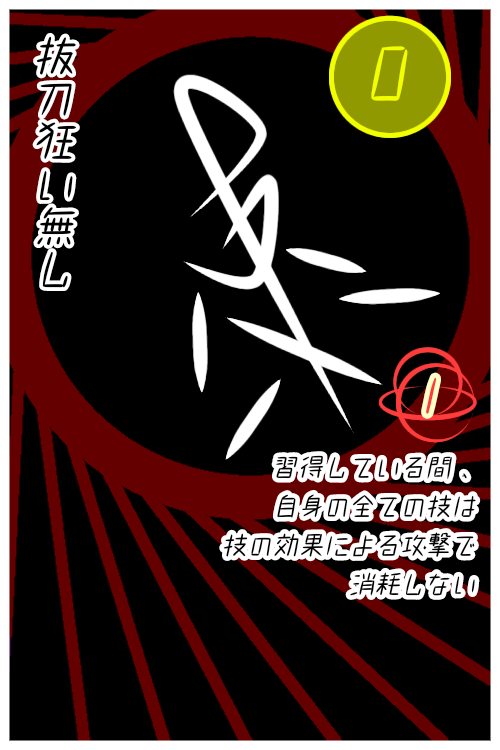 抜刀狂い無し
0
1
習得している間、
自身の全ての技は
技の効果による攻撃で
消耗しない